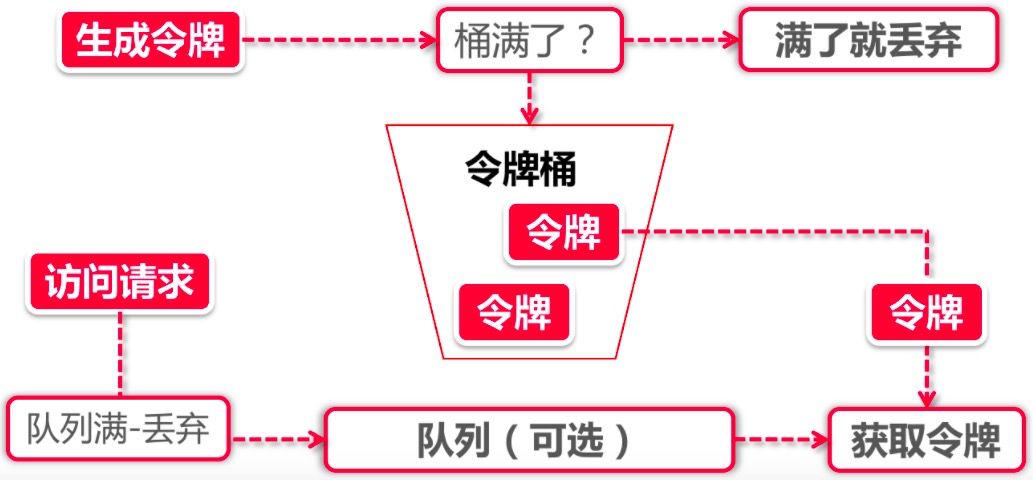 生成令牌
桶满了？
满了就丢弃
令牌桶
令牌
令牌
访问请求
令牌
队列满-丢弃
队列（可选）
获取令牌